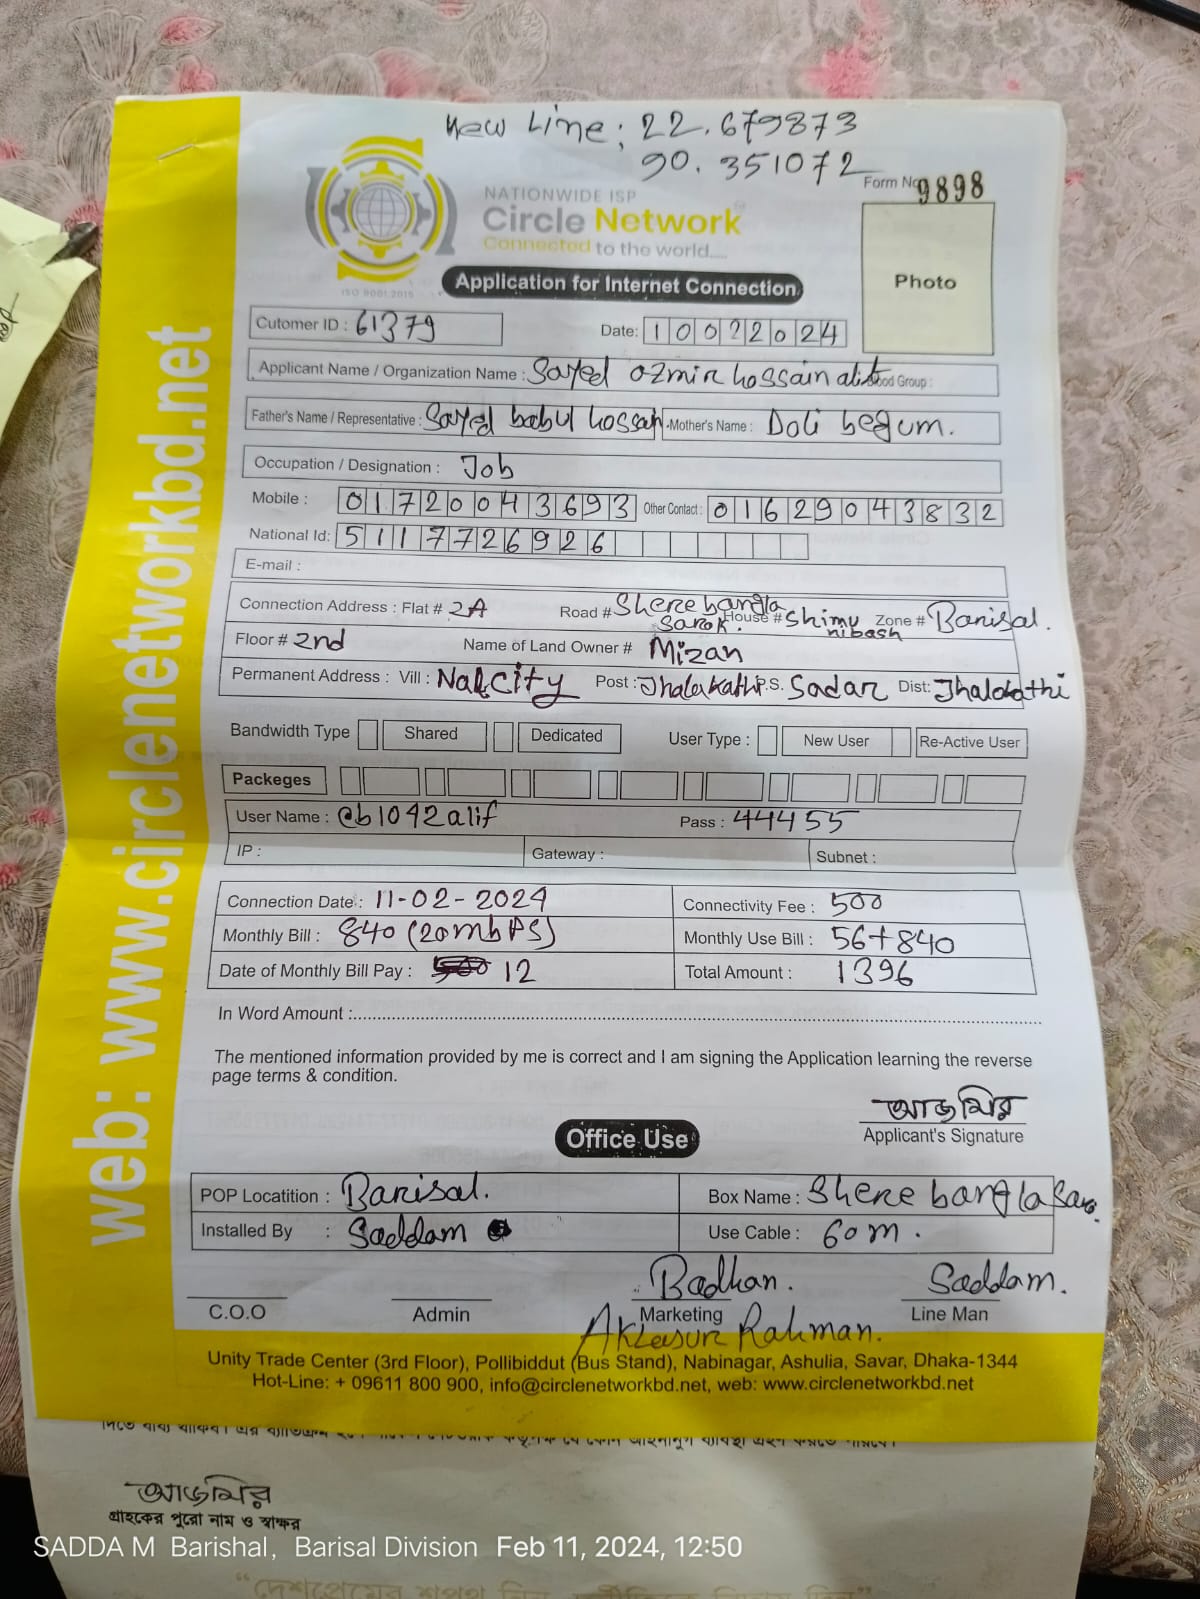 New Line: 22.679873
90.351072
Form No 9898
NATIONWIDE ISP
Circle Network
Connected to the world....
ISO 9001:2015
Photo
Application for Internet Connection
Cutomer ID : 61379 Date: 10022024
Applicant Name / Organization Name : Sayed ozmir hossain alif Blood Group :
Father's Name / Representative : Sayed babul hossain Mother's Name : Doli begum.
Occupation / Designation : Job
Mobile : 01720043693 Other Contact : 01629043832
National Id: 5117726926
E-mail :
Connection Address : Flat # 2A Road # Sherebangla Sarok. House # Shimu nibash Zone # Barisal.
Floor # 2nd Name of Land Owner # Mizan
Permanent Address : Vill : Nalcity Post : Jhalakathi P.S. Sadar Dist: Jhalokathi
Bandwidth Type Shared Dedicated User Type : New User Re-Active User
Packeges
User Name : @b1042alif Pass : 44455
IP : Gateway : Subnet :
Connection Date : 11-02-2024 Connectivity Fee : 500
Monthly Bill : 840 (20mbPS) Monthly Use Bill : 56+840
Date of Monthly Bill Pay : 12 Total Amount : 1396
In Word Amount :
The mentioned information provided by me is correct and I am signing the Application learning the reverse
page terms & condition.
আজমির
Applicant's Signature
Office Use
POP Locatition : Barisal. Box Name : Sherebangla Saro.
Installed By : Saddam Use Cable : 60m.
Badhan. Saddam.
C.O.O Admin Marketing Line Man
Rahman.
Unity Trade Center (3rd Floor), Pollibiddut (Bus Stand), Nabinagar, Ashulia, Savar, Dhaka-1344
Hot-Line: + 09611 800 900, info@circlenetworkbd.net, web: www.circlenetworkbd.net
web: www.circlenetworkbd.net
আজমির
গ্রাহকের পুরো নাম ও স্বাক্ষর
SADDA M Barishal, Barisal Division Feb 11, 2024, 12:50